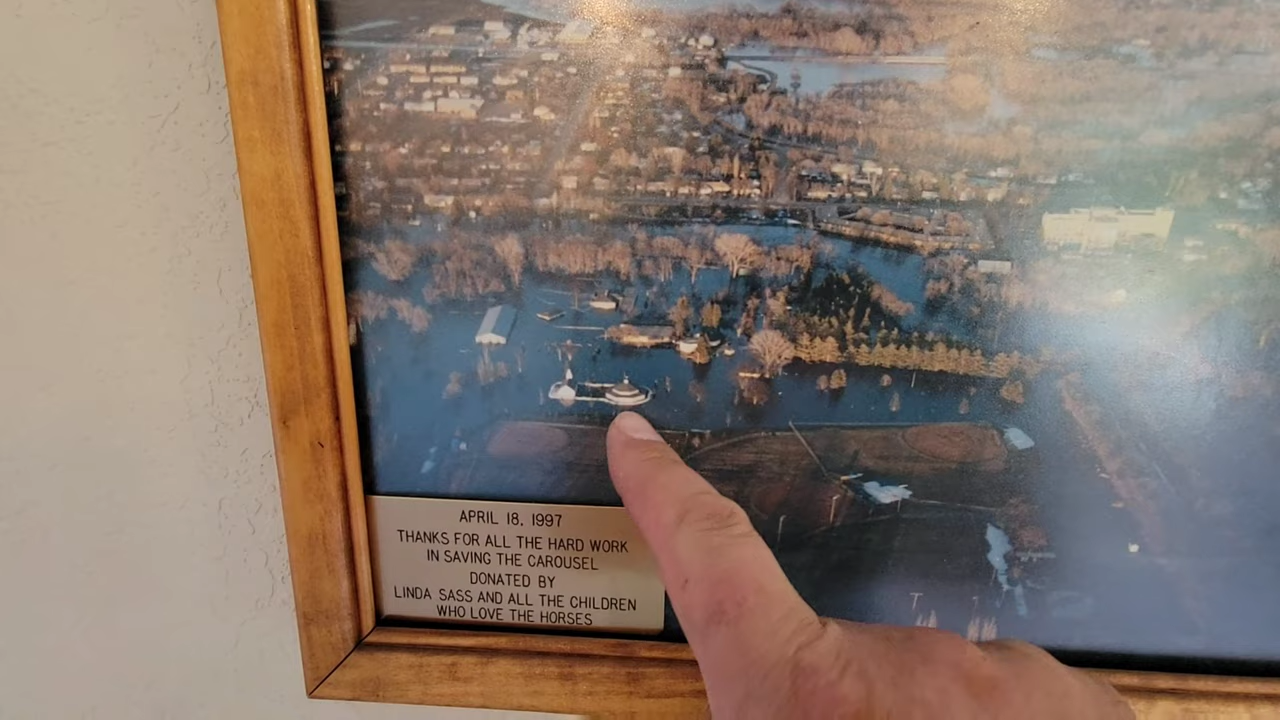 APRIL 18, 1997
THANKS FOR ALL THE HARD WORK
IN SAVING THE CAROUSEL
DONATED BY
LINDA SASS AND ALL THE CHILDREN
WHO LOVE THE HORSES